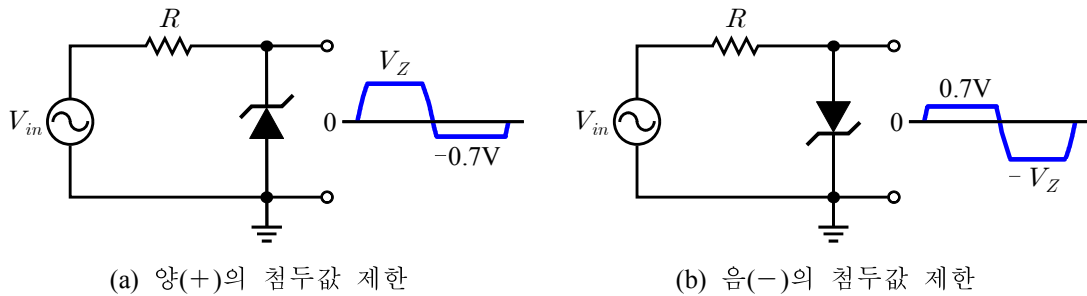 R
V_in
V_Z
0
−0.7V
(a) 양(+)의 첨두값 제한
R
V_in
0.7V
0
− V_Z
(b) 음(−)의 첨두값 제한